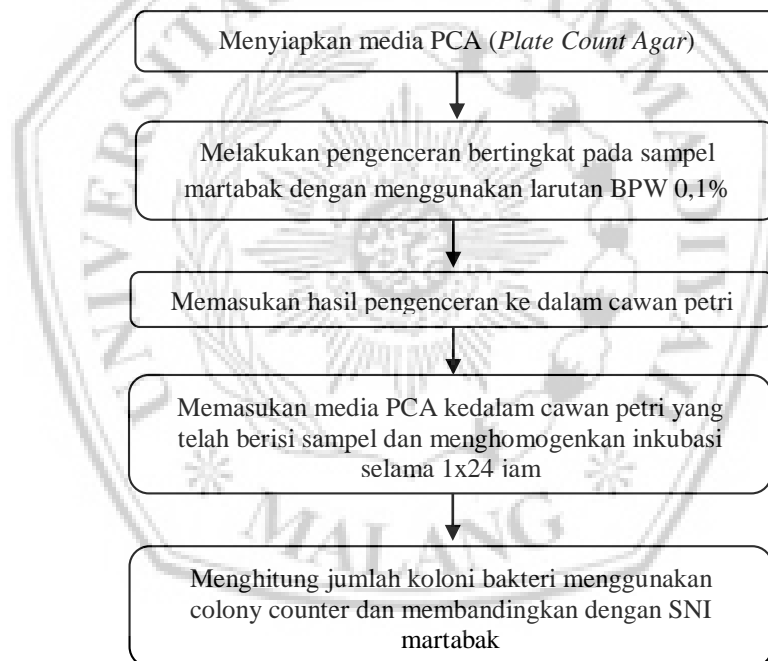 Menyiapkan media PCA (Plate Count Agar)
Melakukan pengenceran bertingkat pada sampel
martabak dengan menggunakan larutan BPW 0,1%
Memasukan hasil pengenceran ke dalam cawan petri
Memasukan media PCA kedalam cawan petri yang
telah berisi sampel dan menghomogenkan inkubasi
selama 1x24 jam
Menghitung jumlah koloni bakteri menggunakan
colony counter dan membandingkan dengan SNI
martabak
MALANG